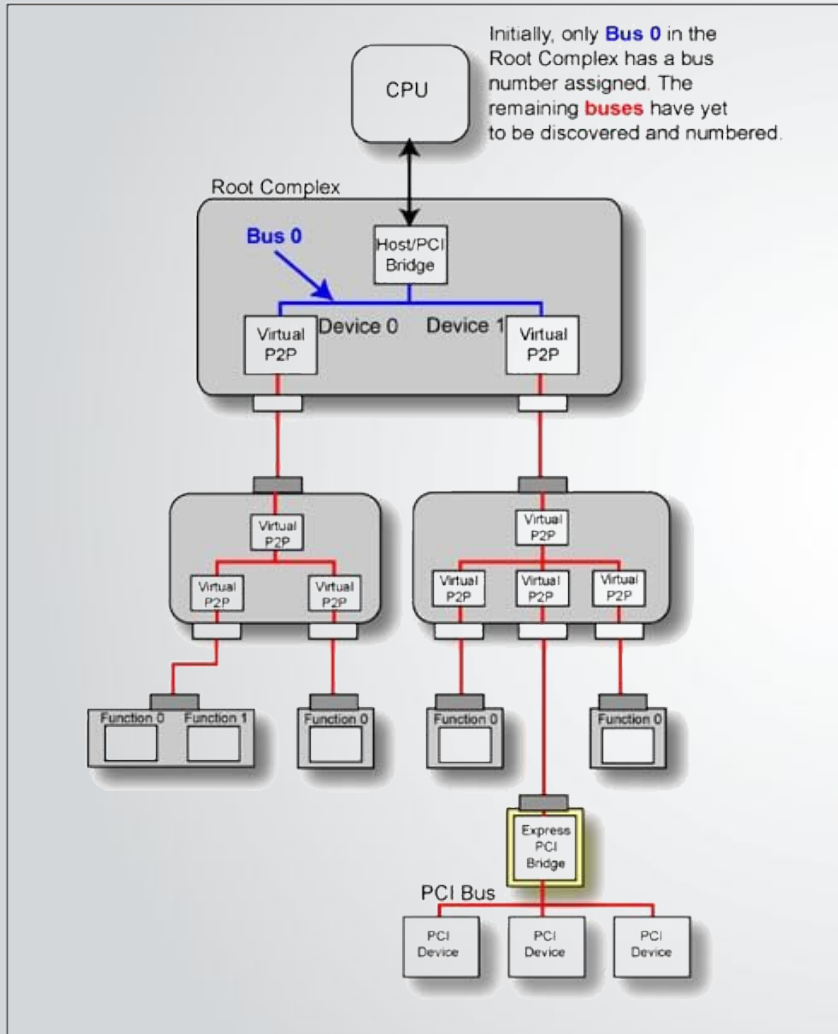 Initially, only Bus 0 in the
Root Complex has a bus
number assigned. The
remaining buses have yet
to be discovered and numbered.
CPU
Root Complex
Bus 0
Host/PCI
Bridge
Virtual
P2P
Device 0
Device 1
Virtual
P2P
Virtual
P2P
Virtual
P2P
Virtual
P2P
Virtual
P2P
Virtual
P2P
Virtual
P2P
Virtual
P2P
Function 0
Function 1
Function 0
Function 0
Function 0
Express
PCI
Bridge
PCI Bus
PCI
Device
PCI
Device
PCI
Device